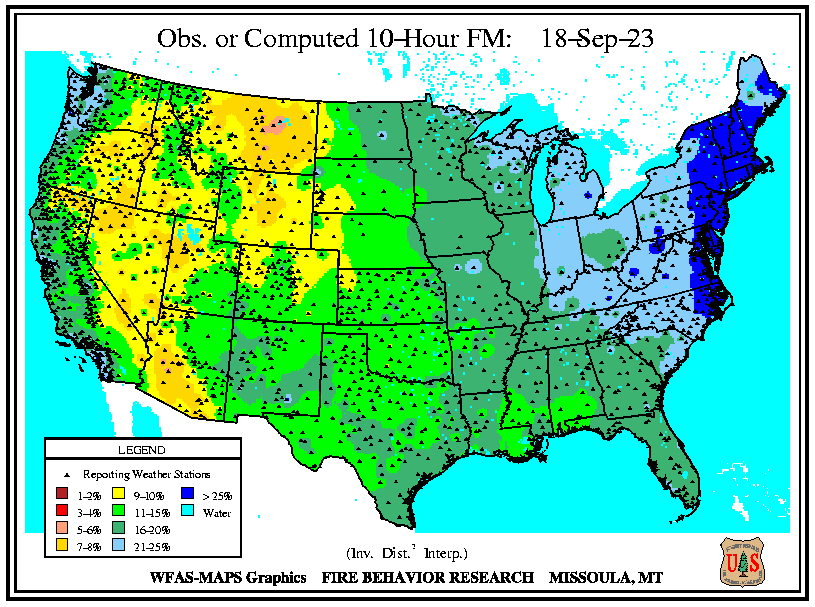 Obs. or Computed 10-Hour FM: 18-Sep-23
LEGEND
Reporting Weather Stations
1-2% 9-10% > 25%
3-4% 11-15% Water
5-6% 16-20%
7-8% 21-25%
(Inv. Dist.² Interp.)
WFAS-MAPS Graphics FIRE BEHAVIOR RESEARCH MISSOULA, MT
U S